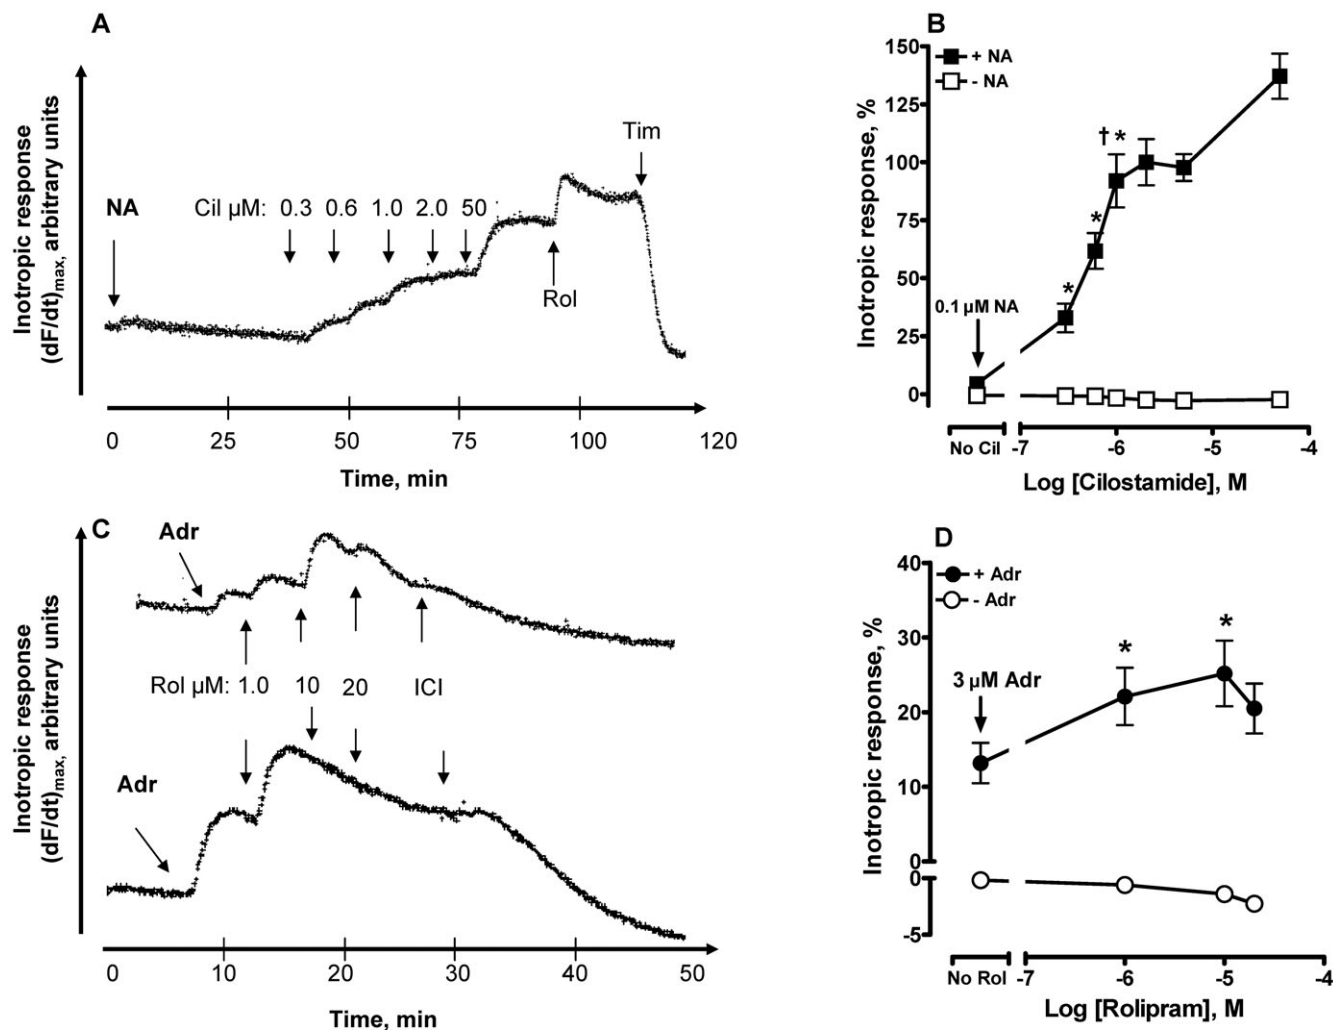 A
Inotropic response
(dF/dt)max, arbitrary units
NA
Cil µM: 0.3 0.6 1.0 2.0 50
Tim
Rol
0 25 50 75 100 120
Time, min
B
Inotropic response, %
150
125
100
75
50
25
0
+ NA
- NA
† *
*
*
0.1 µM NA
No Cil -7 -6 -5 -4
Log [Cilostamide], M
C
Inotropic response
(dF/dt)max, arbitrary units
Adr
Rol µM: 1.0 10 20 ICI
Adr
0 10 20 30 40 50
Time, min
D
Inotropic response, %
40
30
20
10
0
0
-5
+ Adr
- Adr
* *
3 µM Adr
No Rol -7 -6 -5 -4
Log [Rolipram], M